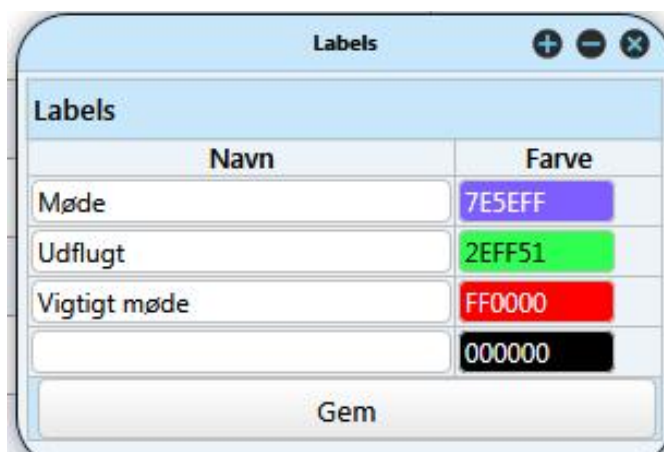 Labels
Labels
Navn Farve
Møde 7E5EFF
Udflugt 2EFF51
Vigtigt møde FF0000
000000
Gem